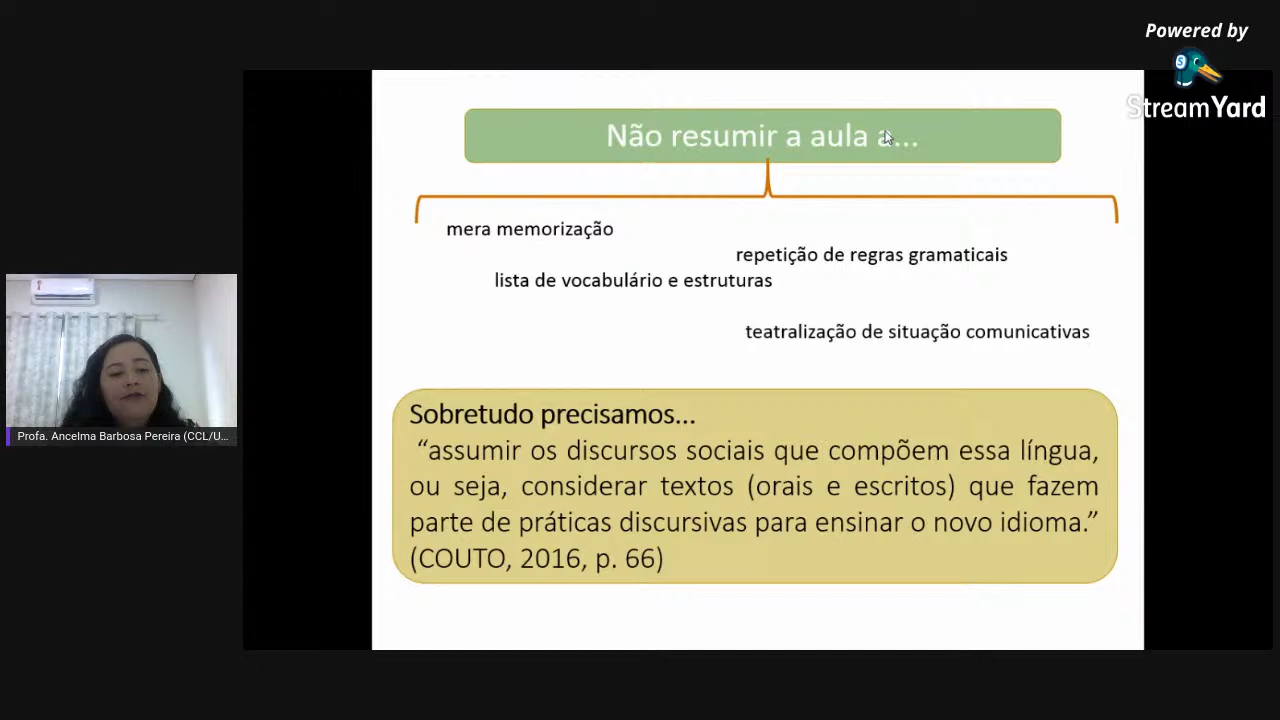 Powered by
StreamYard
Não resumir a aula a...
mera memorização
repetição de regras gramaticais
lista de vocabulário e estruturas
teatralização de situação comunicativas
Sobretudo precisamos...
“assumir os discursos sociais que compõem essa língua,
ou seja, considerar textos (orais e escritos) que fazem
parte de práticas discursivas para ensinar o novo idioma.”
(COUTO, 2016, p. 66)
Profa. Ancelma Barbosa Pereira (CCL/U...